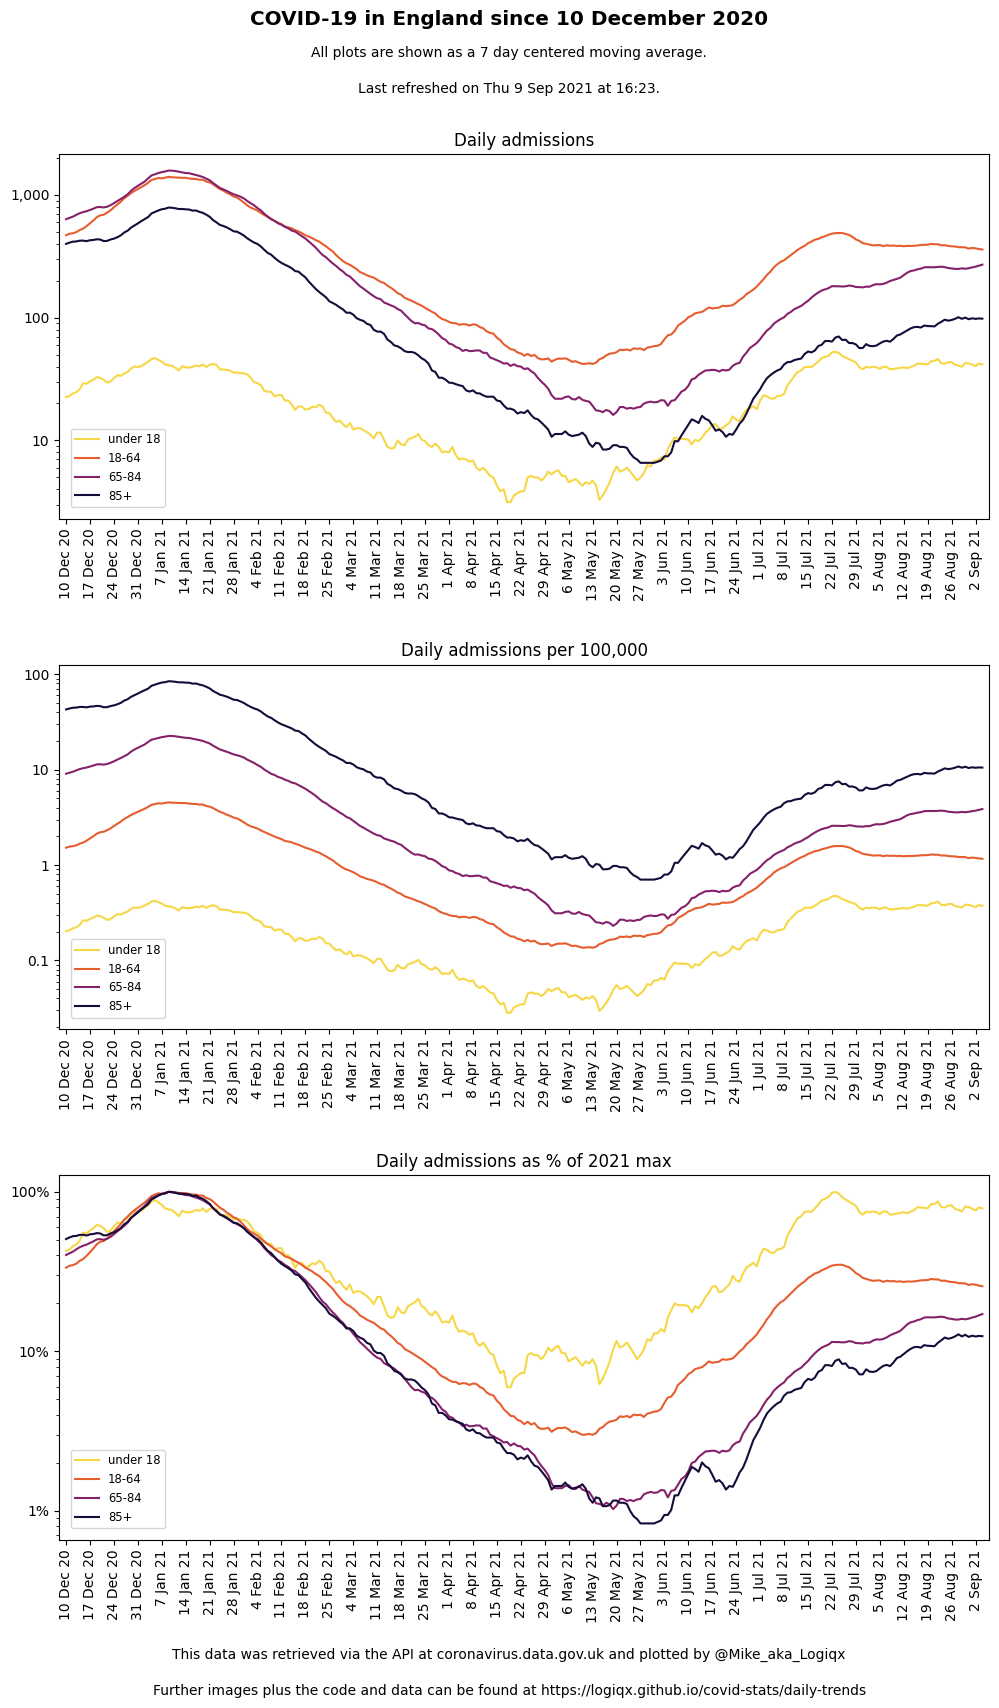 COVID-19 in England since 10 December 2020
All plots are shown as a 7 day centered moving average.
Last refreshed on Thu 9 Sep 2021 at 16:23.
Daily admissions
1,000
100
10
under 18
18-64
65-84
85+
10 Dec 20
17 Dec 20
24 Dec 20
31 Dec 20
7 Jan 21
14 Jan 21
21 Jan 21
28 Jan 21
4 Feb 21
11 Feb 21
18 Feb 21
25 Feb 21
4 Mar 21
11 Mar 21
18 Mar 21
25 Mar 21
1 Apr 21
8 Apr 21
15 Apr 21
22 Apr 21
29 Apr 21
6 May 21
13 May 21
20 May 21
27 May 21
3 Jun 21
10 Jun 21
17 Jun 21
24 Jun 21
1 Jul 21
8 Jul 21
15 Jul 21
22 Jul 21
29 Jul 21
5 Aug 21
12 Aug 21
19 Aug 21
26 Aug 21
2 Sep 21
Daily admissions per 100,000
100
10
1
0.1
under 18
18-64
65-84
85+
10 Dec 20
17 Dec 20
24 Dec 20
31 Dec 20
7 Jan 21
14 Jan 21
21 Jan 21
28 Jan 21
4 Feb 21
11 Feb 21
18 Feb 21
25 Feb 21
4 Mar 21
11 Mar 21
18 Mar 21
25 Mar 21
1 Apr 21
8 Apr 21
15 Apr 21
22 Apr 21
29 Apr 21
6 May 21
13 May 21
20 May 21
27 May 21
3 Jun 21
10 Jun 21
17 Jun 21
24 Jun 21
1 Jul 21
8 Jul 21
15 Jul 21
22 Jul 21
29 Jul 21
5 Aug 21
12 Aug 21
19 Aug 21
26 Aug 21
2 Sep 21
Daily admissions as % of 2021 max
100%
10%
1%
under 18
18-64
65-84
85+
10 Dec 20
17 Dec 20
24 Dec 20
31 Dec 20
7 Jan 21
14 Jan 21
21 Jan 21
28 Jan 21
4 Feb 21
11 Feb 21
18 Feb 21
25 Feb 21
4 Mar 21
11 Mar 21
18 Mar 21
25 Mar 21
1 Apr 21
8 Apr 21
15 Apr 21
22 Apr 21
29 Apr 21
6 May 21
13 May 21
20 May 21
27 May 21
3 Jun 21
10 Jun 21
17 Jun 21
24 Jun 21
1 Jul 21
8 Jul 21
15 Jul 21
22 Jul 21
29 Jul 21
5 Aug 21
12 Aug 21
19 Aug 21
26 Aug 21
2 Sep 21
This data was retrieved via the API at coronavirus.data.gov.uk and plotted by @Mike_aka_Logiqx
Further images plus the code and data can be found at https://logiqx.github.io/covid-stats/daily-trends